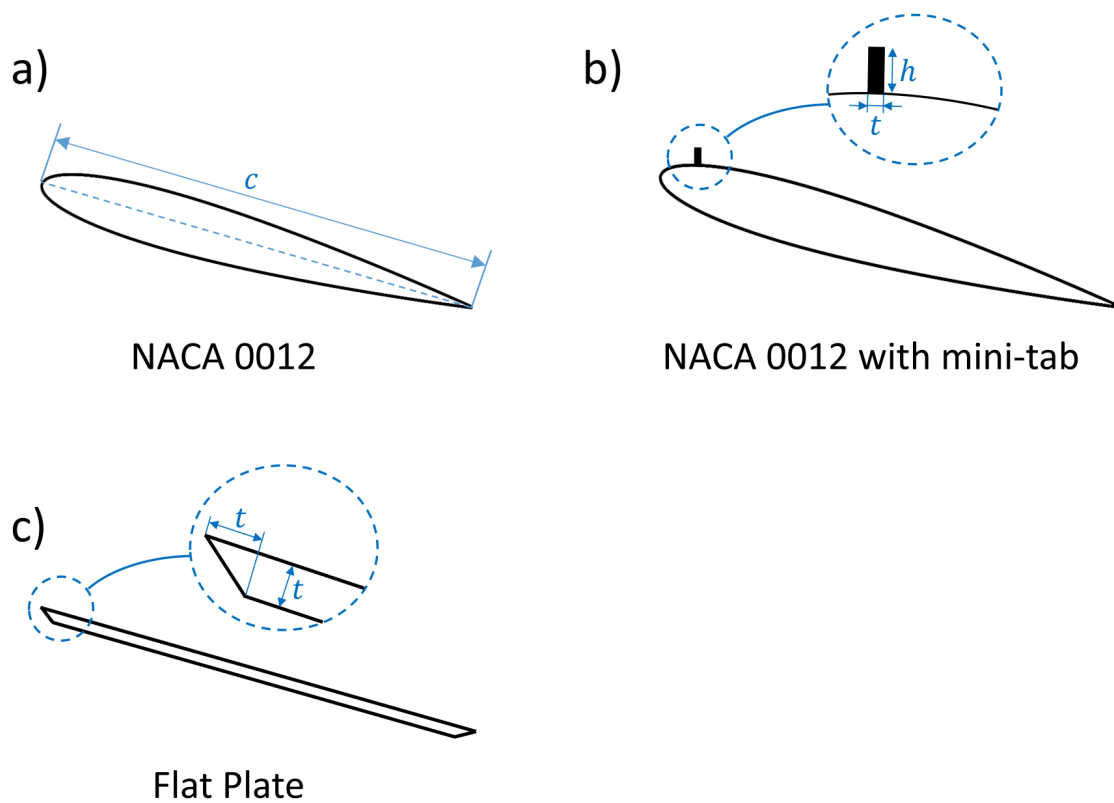 a)
c
NACA 0012
b)
h
t
NACA 0012 with mini-tab
c)
t
t
Flat Plate